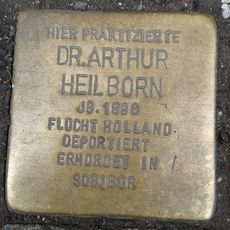 HIER PRAKTIZIERTE
DR. ARTHUR
HEILBORN
JG. 1888
FLUCHT HOLLAND
DEPORTIERT
ERMORDET IN
SOBIBOR